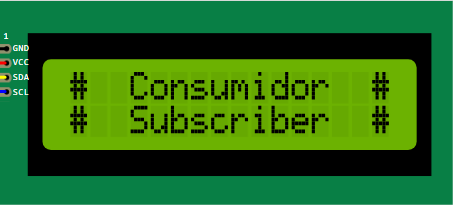 1
GND
VCC
SDA
SCL
#  Consumidor  #
#  Subscriber  #